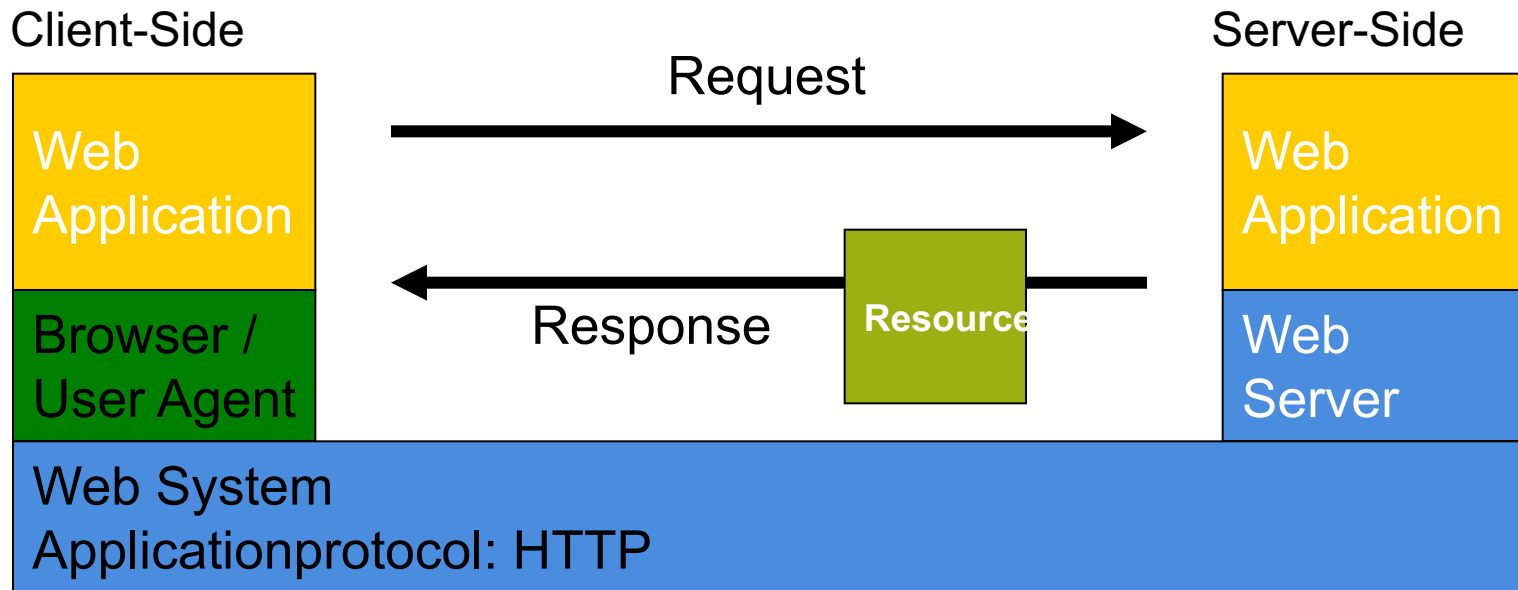 Client-Side
Server-Side
Request
Web
Application
Web
Application
Resource
Response
Browser /
User Agent
Web
Server
Web System
Applicationprotocol: HTTP